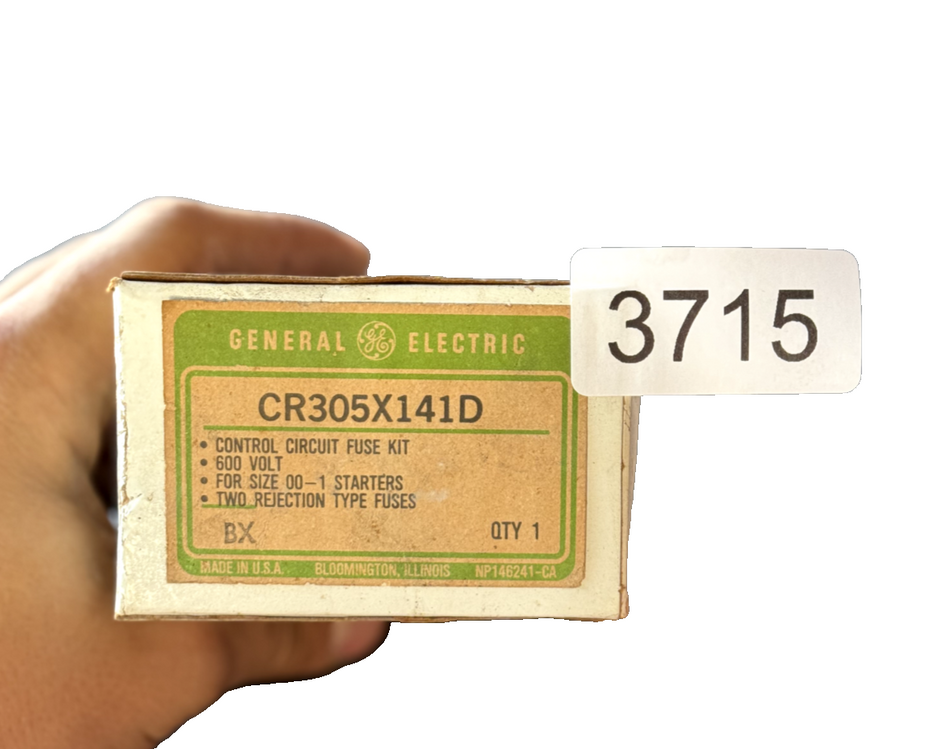 GENERAL GE ELECTRIC
3715
CR305X141D
• CONTROL CIRCUIT FUSE KIT
• 600 VOLT
• FOR SIZE 00-1 STARTERS
• TWO REJECTION TYPE FUSES
BX QTY 1
MADE IN U.S.A. BLOOMINGTON, ILLINOIS NP146241-CA